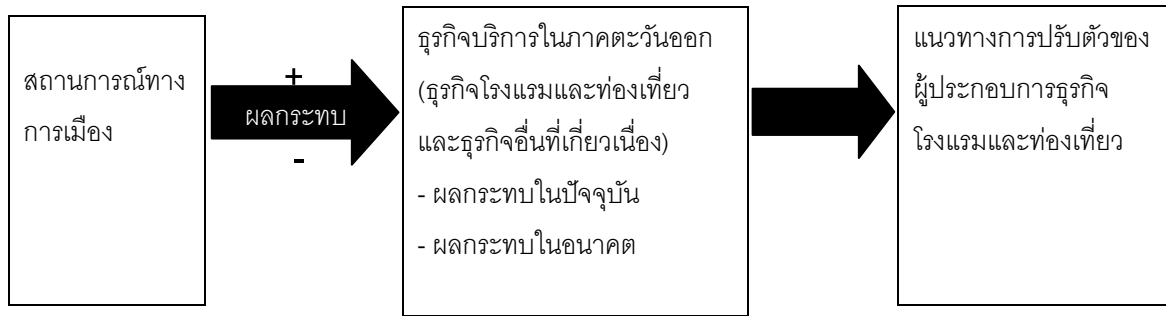 สถานการณ์ทาง
การเมือง
+
ผลกระทบ
-
ธุรกิจบริการในภาคตะวันออก
(ธุรกิจโรงแรมและท่องเที่ยว
และธุรกิจอื่นที่เกี่ยวเนื่อง)
- ผลกระทบในปัจจุบัน
- ผลกระทบในอนาคต
แนวทางการปรับตัวของ
ผู้ประกอบการธุรกิจ
โรงแรมและท่องเที่ยว